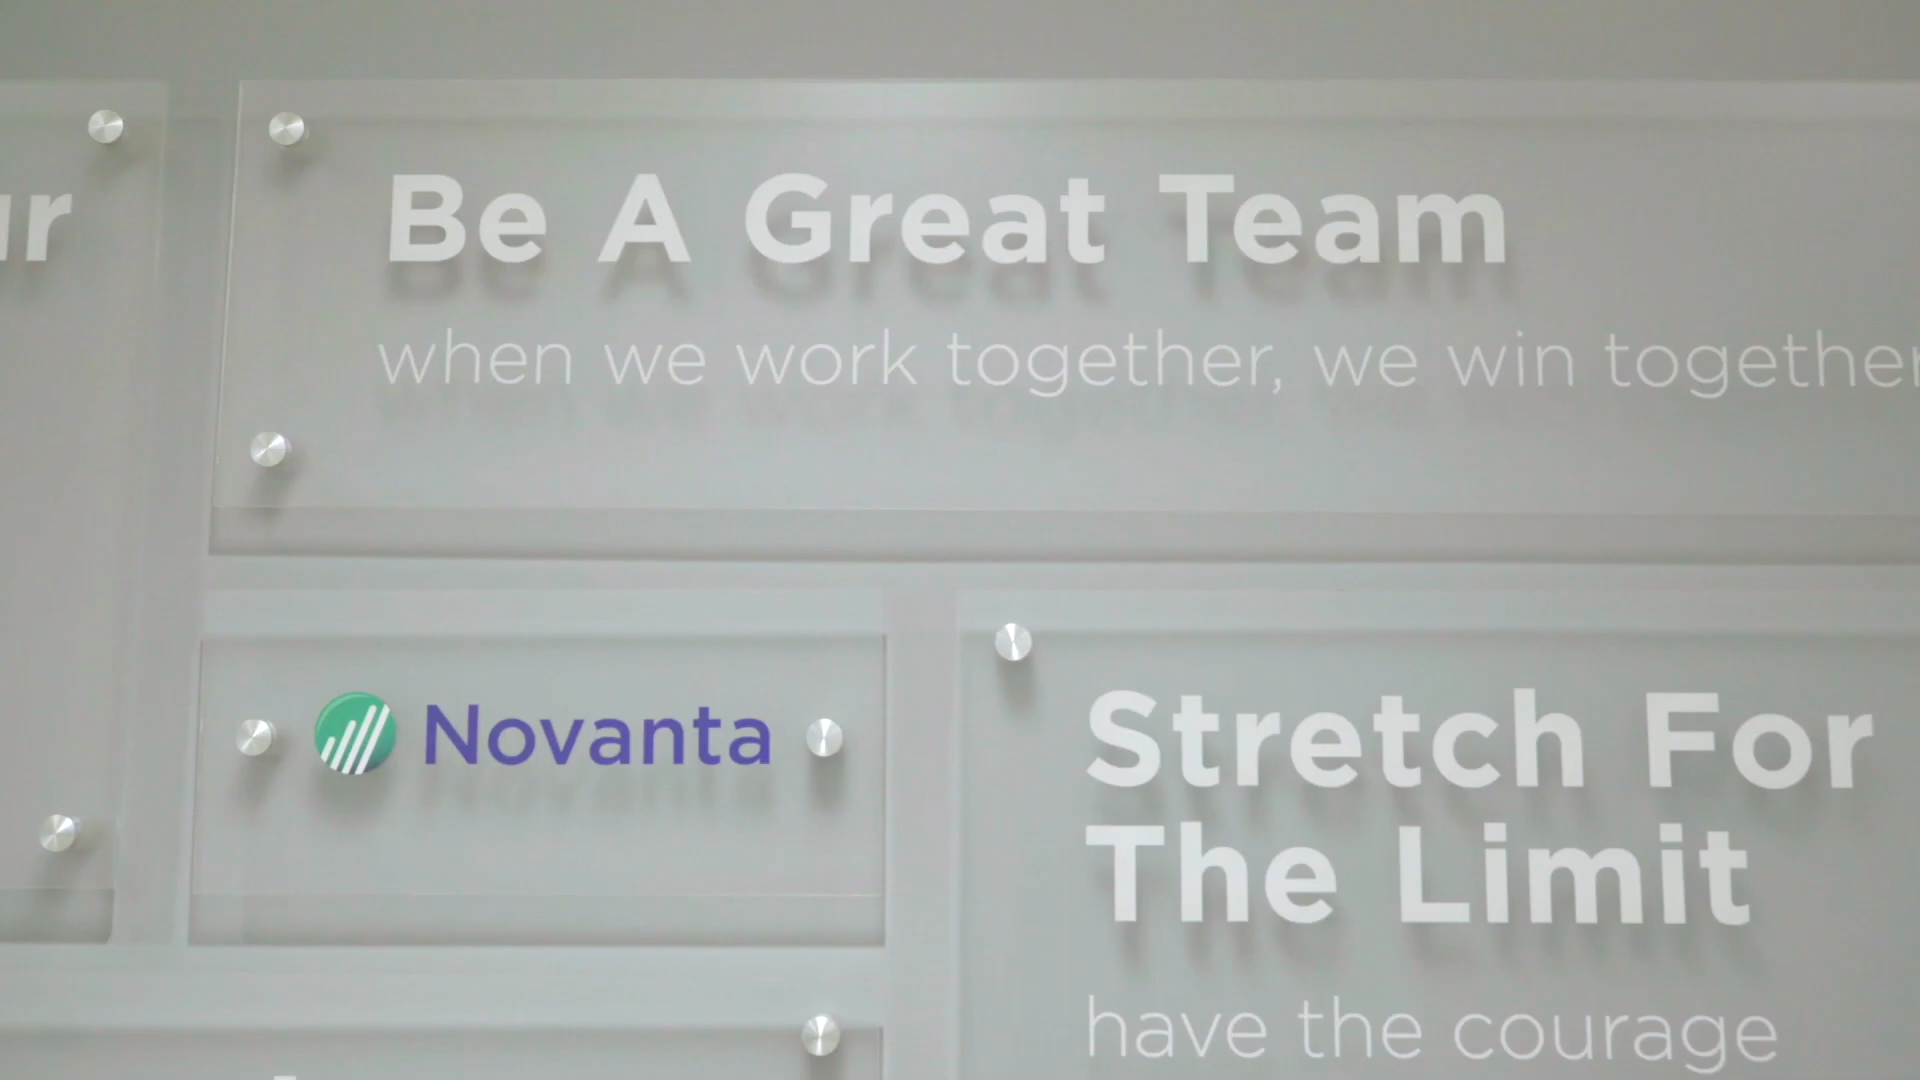 Be A Great Team
when we work together, we win together
Novanta
Stretch For
The Limit
have the courage